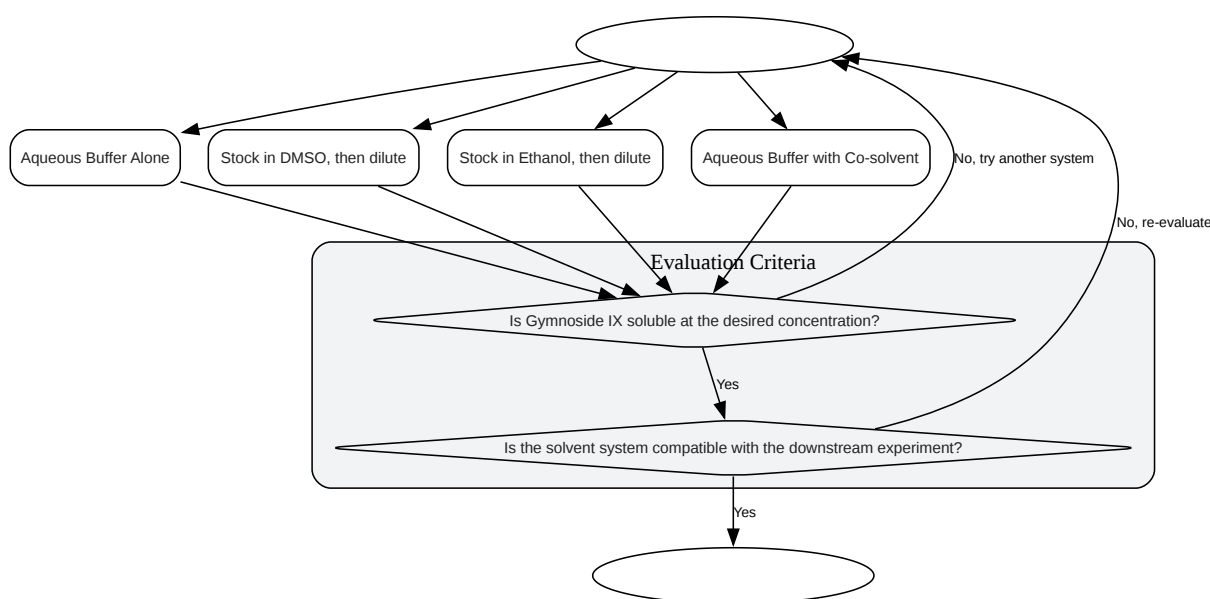 Aqueous Buffer Alone
Stock in DMSO, then dilute
Stock in Ethanol, then dilute
Aqueous Buffer with Co-solvent
No, try another system
No, re-evaluate
Evaluation Criteria
Is Gymnoside IX soluble at the desired concentration?
Yes
Is the solvent system compatible with the downstream experiment?
Yes